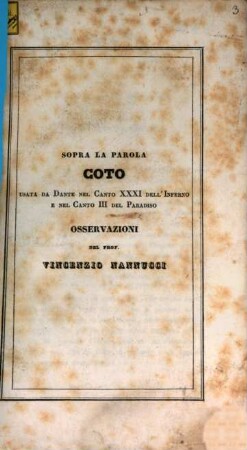 3
SOPRA LA PAROLA
COTO
USATA DA DANTE NEL CANTO XXXI DELL'INFERNO
E NEL CANTO III DEL PARADISO
OSSERVAZIONI
DEL PROF.
VINCENZIO NANNUCCI